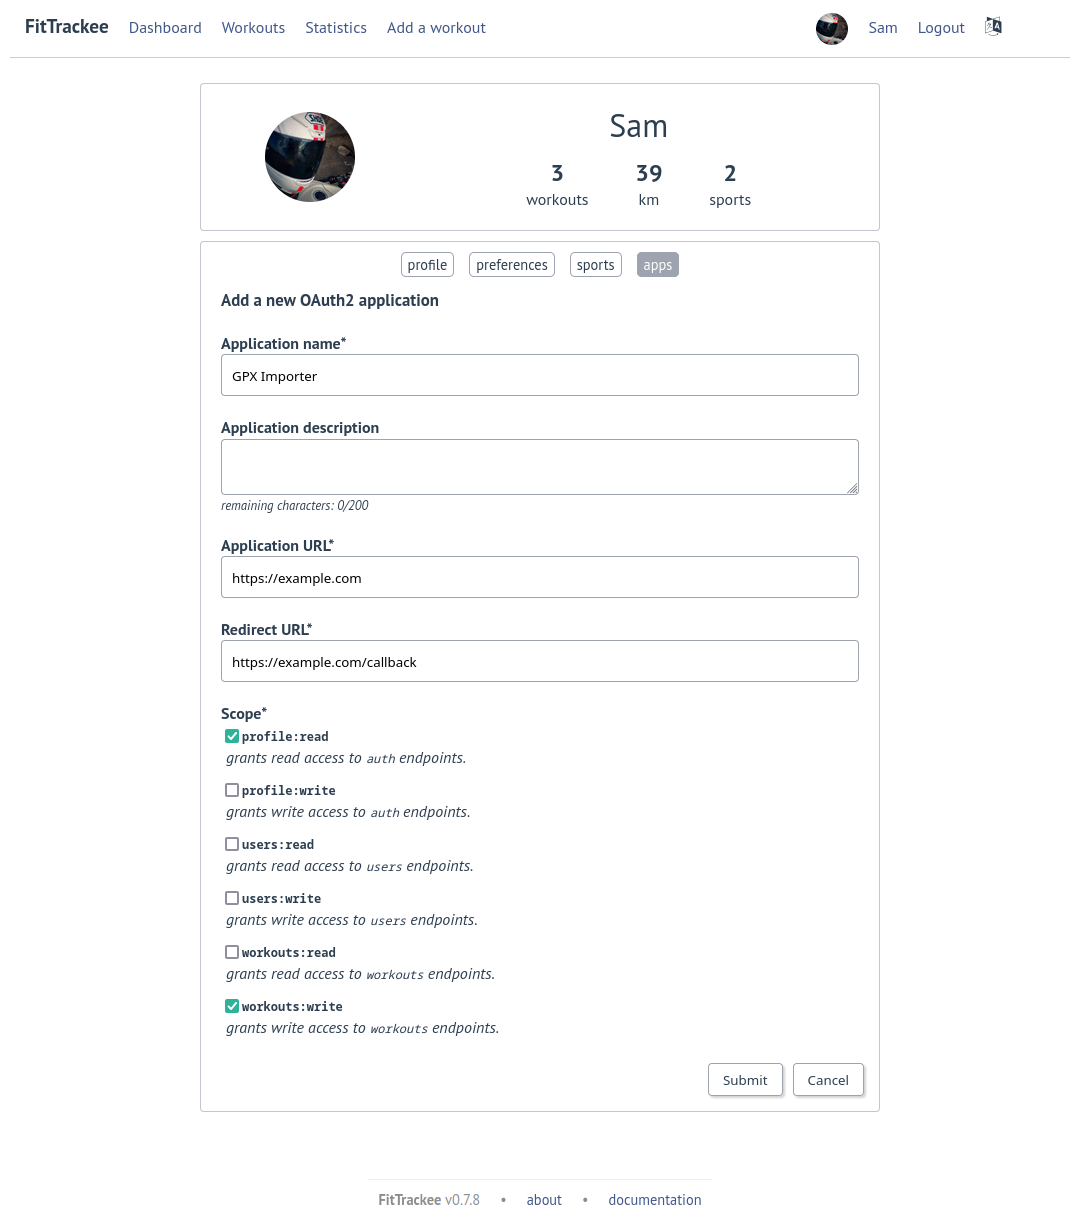 FitTrackee Dashboard Workouts Statistics Add a workout Sam Logout
Sam
3 39 2
workouts km sports
profile preferences sports apps
Add a new OAuth2 application
Application name*
GPX Importer
Application description
remaining characters: 0/200
Application URL*
https://example.com
Redirect URL*
https://example.com/callback
Scope*
profile:read
grants read access to auth endpoints.
profile:write
grants write access to auth endpoints.
users:read
grants read access to users endpoints.
users:write
grants write access to users endpoints.
workouts:read
grants read access to workouts endpoints.
workouts:write
grants write access to workouts endpoints.
Submit Cancel
FitTrackee v0.7.8 • about • documentation